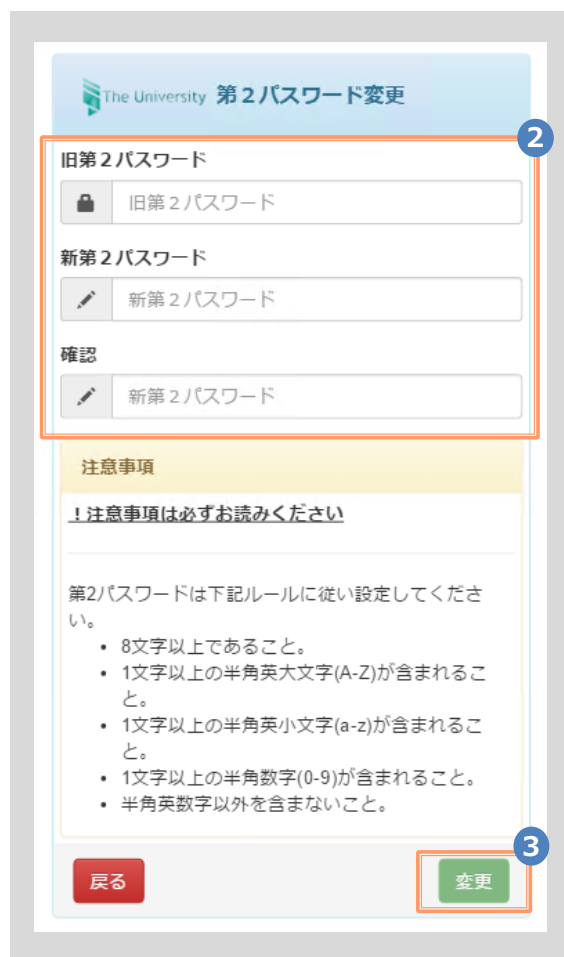 The University 第２パスワード変更
2
旧第２パスワード
旧第２パスワード
新第２パスワード
新第２パスワード
確認
新第２パスワード
注意事項
！注意事項は必ずお読みください
第2パスワードは下記ルールに従い設定してくださ
い。
• 8文字以上であること。
• 1文字以上の半角英大文字(A-Z)が含まれるこ
と。
• 1文字以上の半角英小文字(a-z)が含まれるこ
と。
• 1文字以上の半角数字(0-9)が含まれること。
• 半角英数字以外を含まないこと。
3
戻る
変更